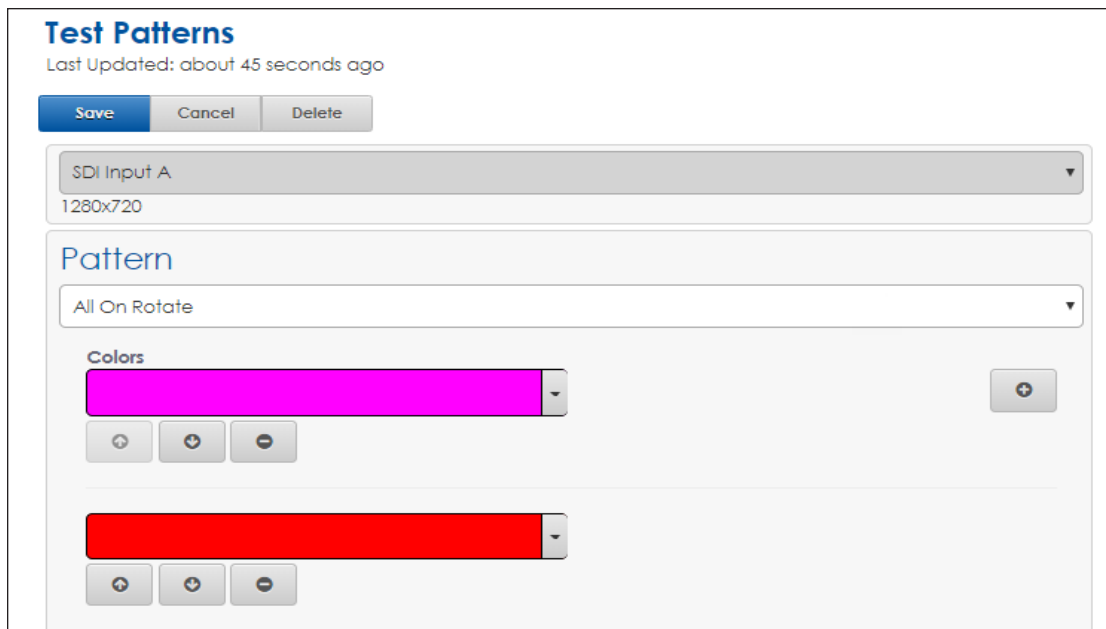 Test Patterns
Last Updated: about 45 seconds ago
Save Cancel Delete
SDI Input A
1280x720
Pattern
All On Rotate
Colors